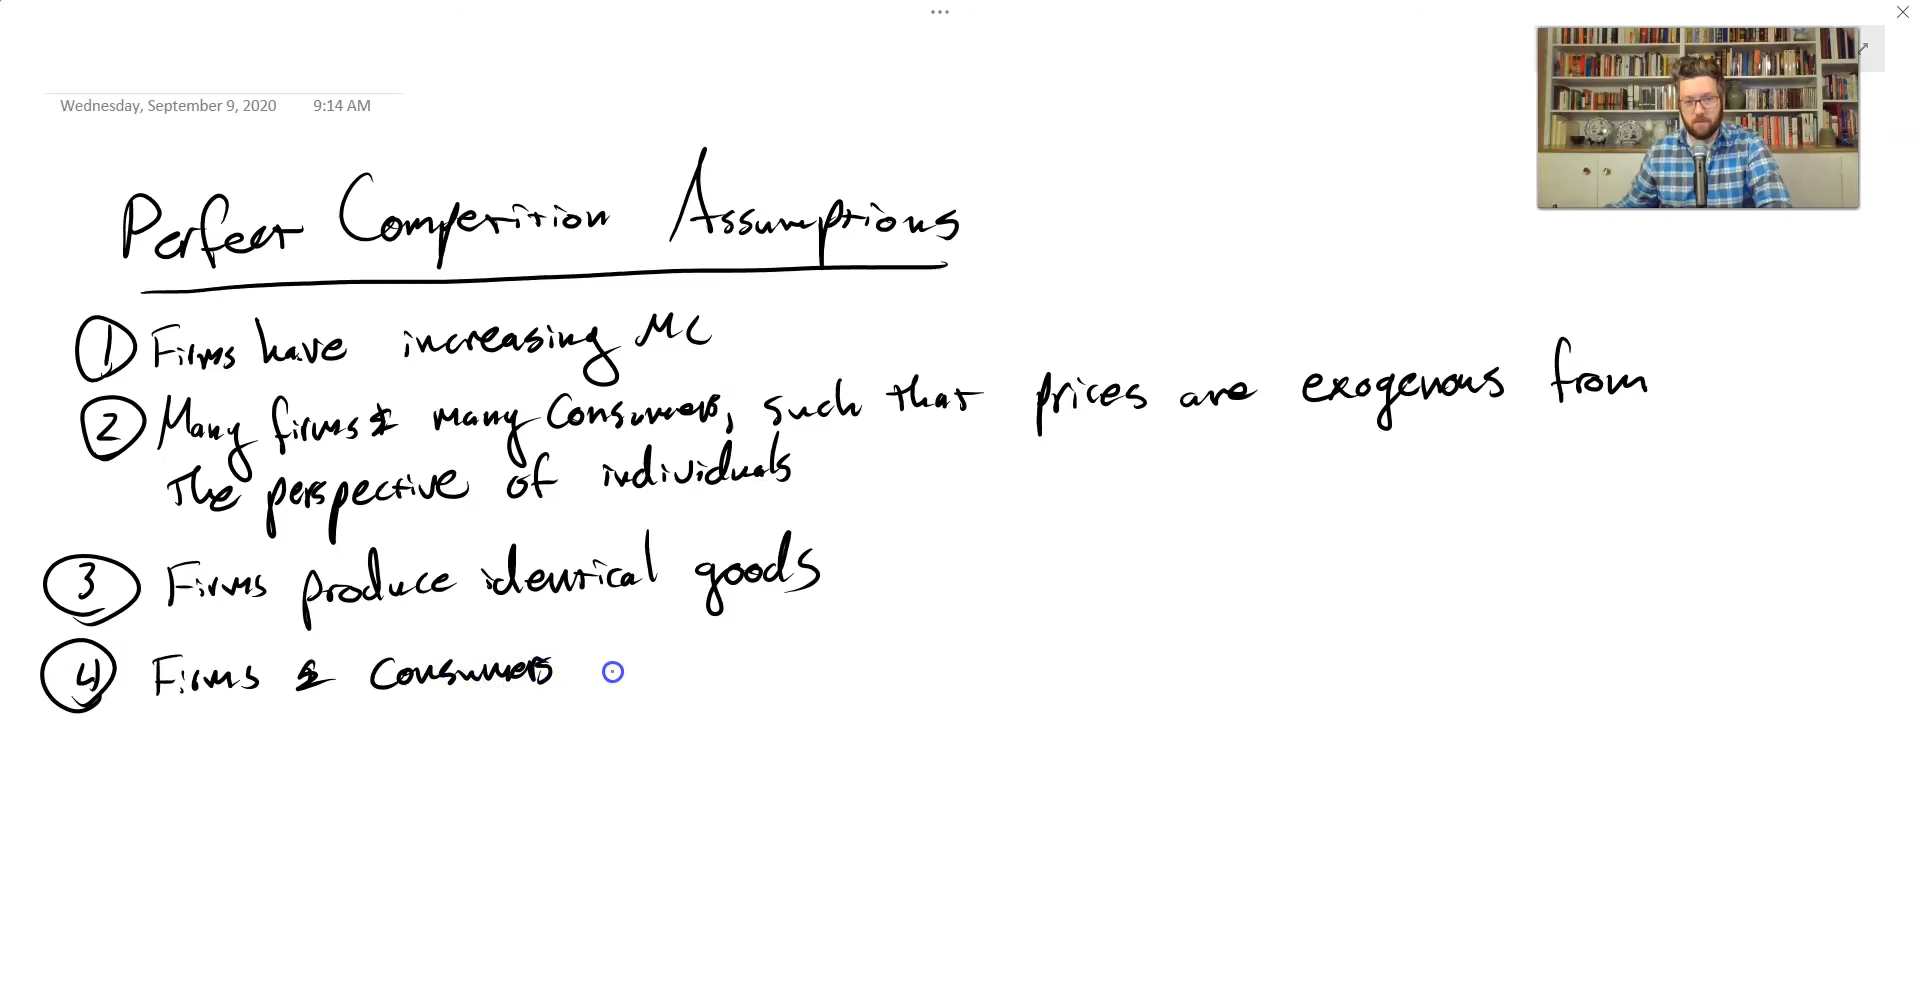 Wednesday, September 9, 2020 9:14 AM
Perfect Competition Assumptions
1 Firms have increasing MC
2 Many firms & many Consumers, such that prices are exogenous from
The perspective of individuals
3 Firms produce identical goods
4 Firms & Consumers